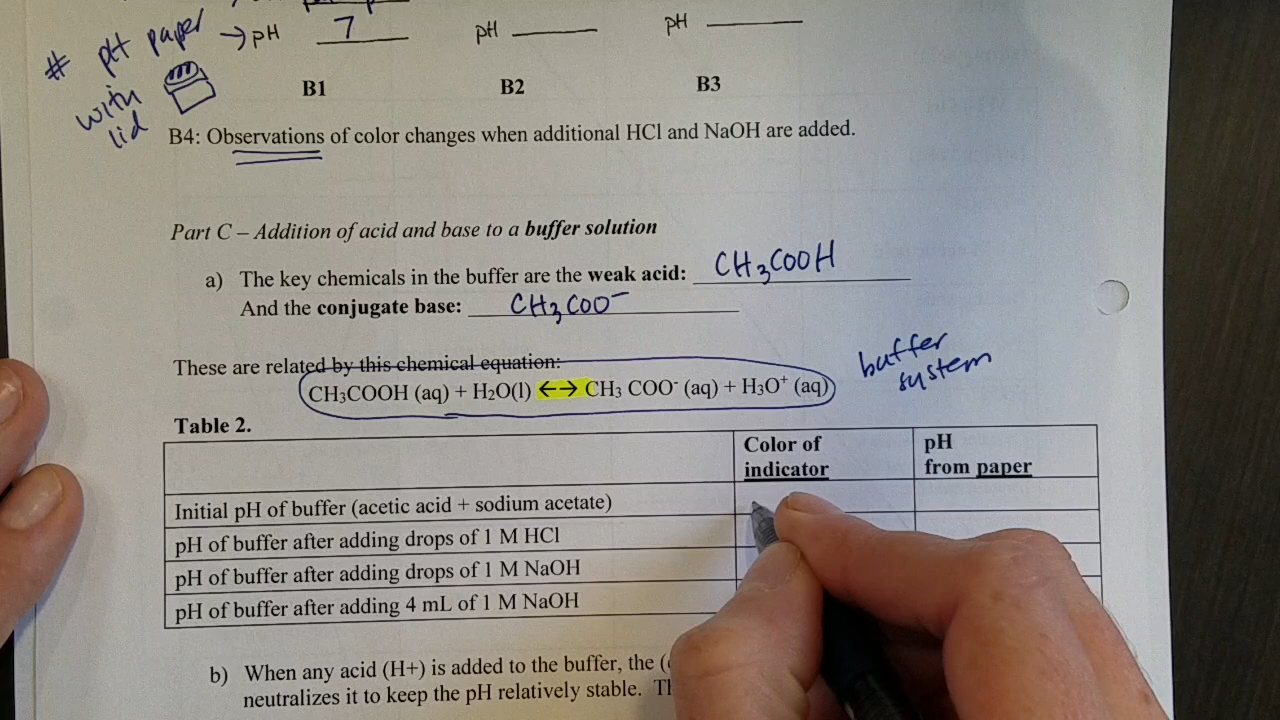 # pH paper → pH 7 pH ____ pH ____
with lid
B1 B2 B3
B4: Observations of color changes when additional HCl and NaOH are added.
Part C – Addition of acid and base to a buffer solution
a) The key chemicals in the buffer are the weak acid: CH₃COOH
And the conjugate base: CH₃COO⁻
These are related by this chemical equation:
buffer
system
CH₃COOH (aq) + H₂O(l) ←→ CH₃ COO⁻ (aq) + H₃O⁺ (aq)
Table 2.
Color of indicator pH from paper
Initial pH of buffer (acetic acid + sodium acetate)
pH of buffer after adding drops of 1 M HCl
pH of buffer after adding drops of 1 M NaOH
pH of buffer after adding 4 mL of 1 M NaOH
b) When any acid (H+) is added to the buffer, the
neutralizes it to keep the pH relatively stable.